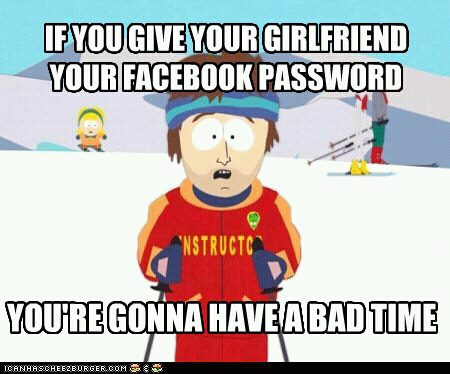 IF YOU GIVE YOUR GIRLFRIEND
YOUR FACEBOOK PASSWORD
INSTRUCTO
YOU'RE GONNA HAVE A BAD TIME
ICANHASCHEEZBURGER.COM